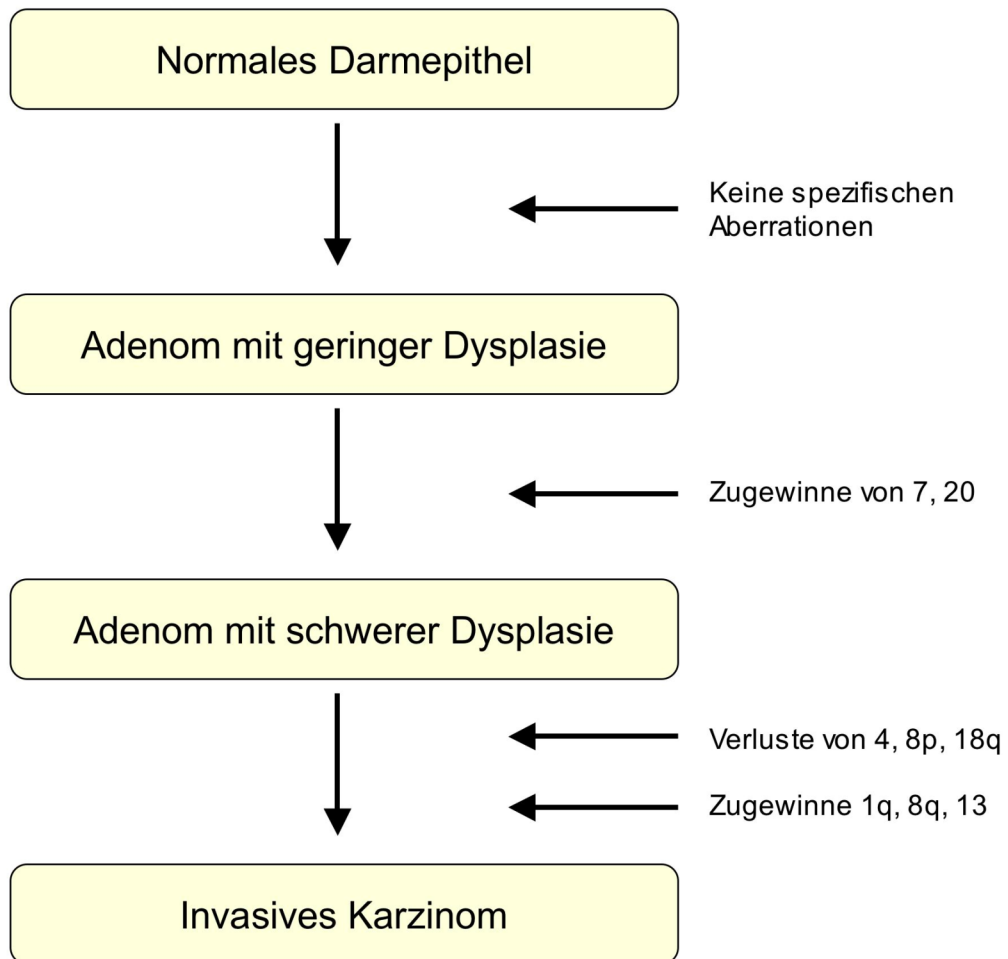 Normales Darmepithel
Keine spezifischen
Aberrationen
Adenom mit geringer Dysplasie
Zugewinne von 7, 20
Adenom mit schwerer Dysplasie
Verluste von 4, 8p, 18q
Zugewinne 1q, 8q, 13
Invasives Karzinom